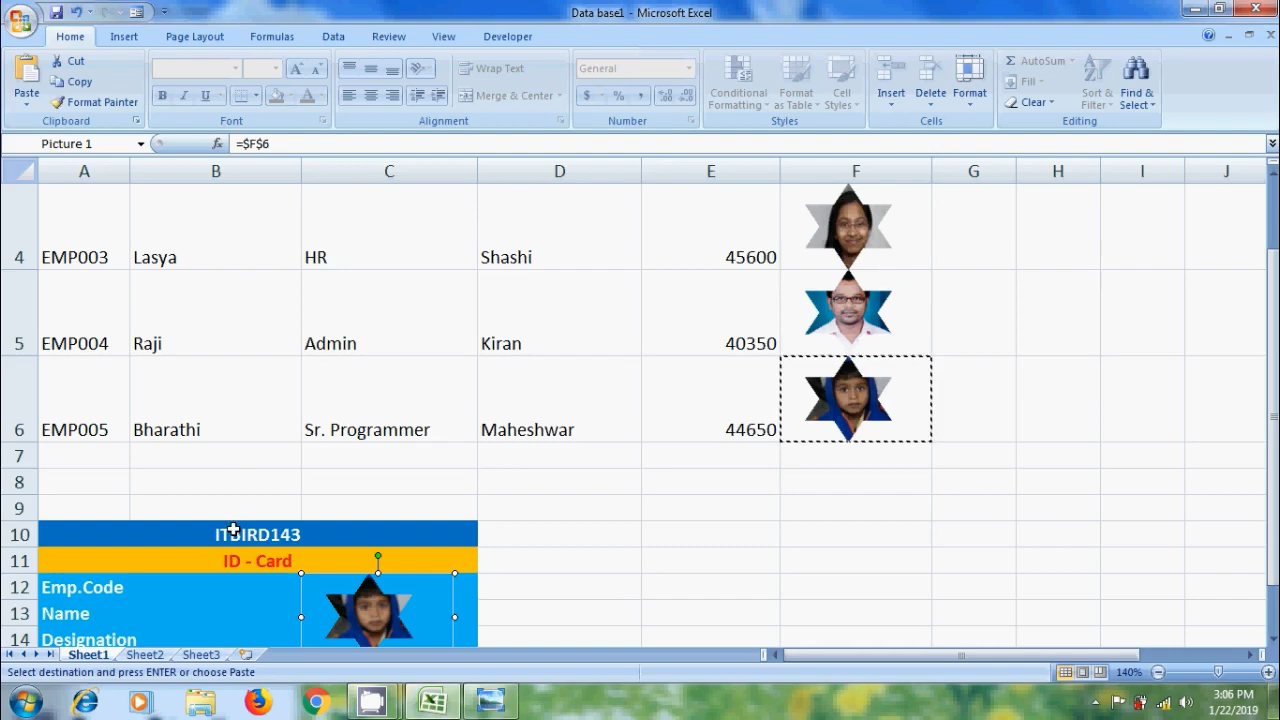 Data base1 - Microsoft Excel
Home Insert Page Layout Formulas Data Review View Developer
Paste Cut Copy Format Painter Clipboard
B I U A A A Font
Wrap Text Merge & Center Alignment
General $ % , Number
Conditional Formatting Format as Table Cell Styles Styles
Insert Delete Format Cells
Σ AutoSum Fill Clear Sort & Filter Find & Select Editing
Picture 1 fx =$F$6
A B C D E F G H I J
4 EMP003 Lasya HR Shashi 45600
5 EMP004 Raji Admin Kiran 40350
6 EMP005 Bharathi Sr. Programmer Maheshwar 44650
7
8
9
10 ITBIRD143
11 ID - Card
12 Emp.Code
13 Name
14 Designation
Sheet1 Sheet2 Sheet3
Select destination and press ENTER or choose Paste 140%
3:06 PM
1/22/2019